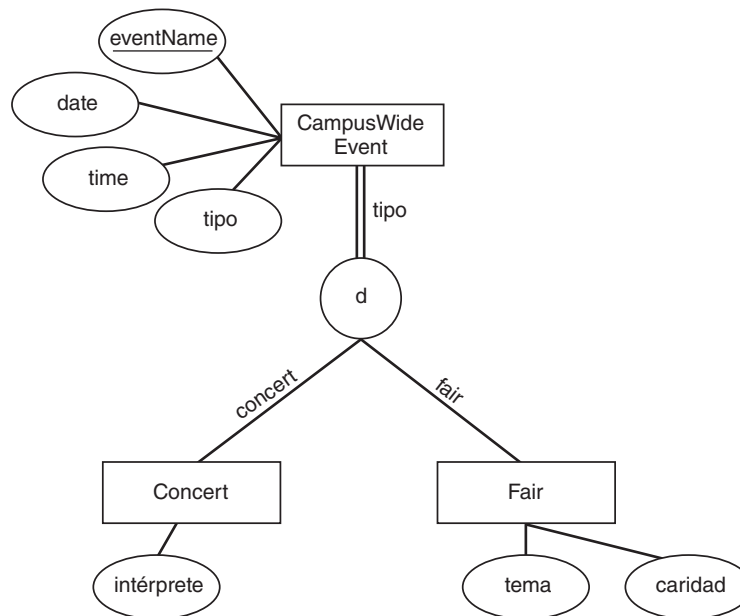 eventName
date
CampusWide
Event
time
tipo
tipo
d
concert
fair
Concert
Fair
intérprete
tema
caridad